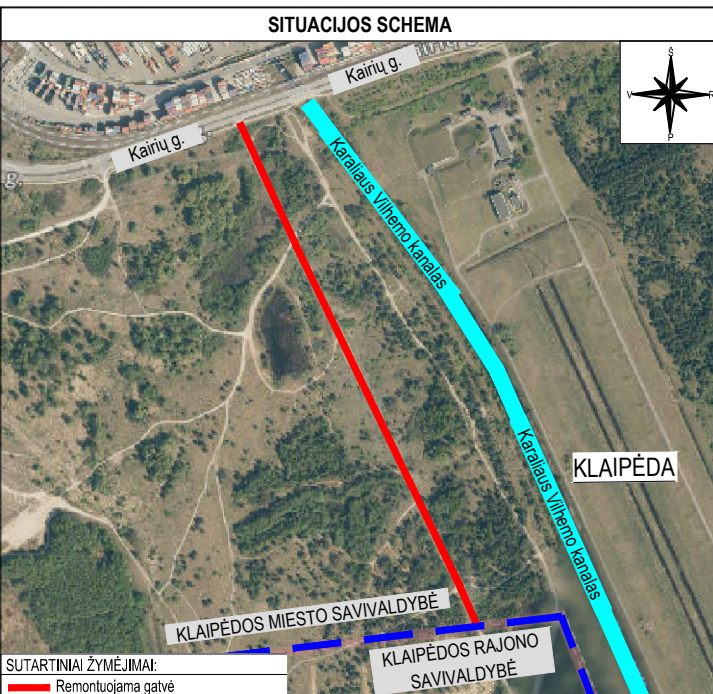 SITUACIJOS SCHEMA
Kairių g.
Š
V
R
P
Kairių g.
g.
Karaliaus Vilhemo kanalas
KLAIPĖDA
Karaliaus Vilhemo kanalas
KLAIPĖDOS MIESTO SAVIVALDYBĖ
KLAIPĖDOS RAJONO
SAVIVALDYBĖ
SUTARTINIAI ŽYMĖJIMAI:
Remontuojama gatvė